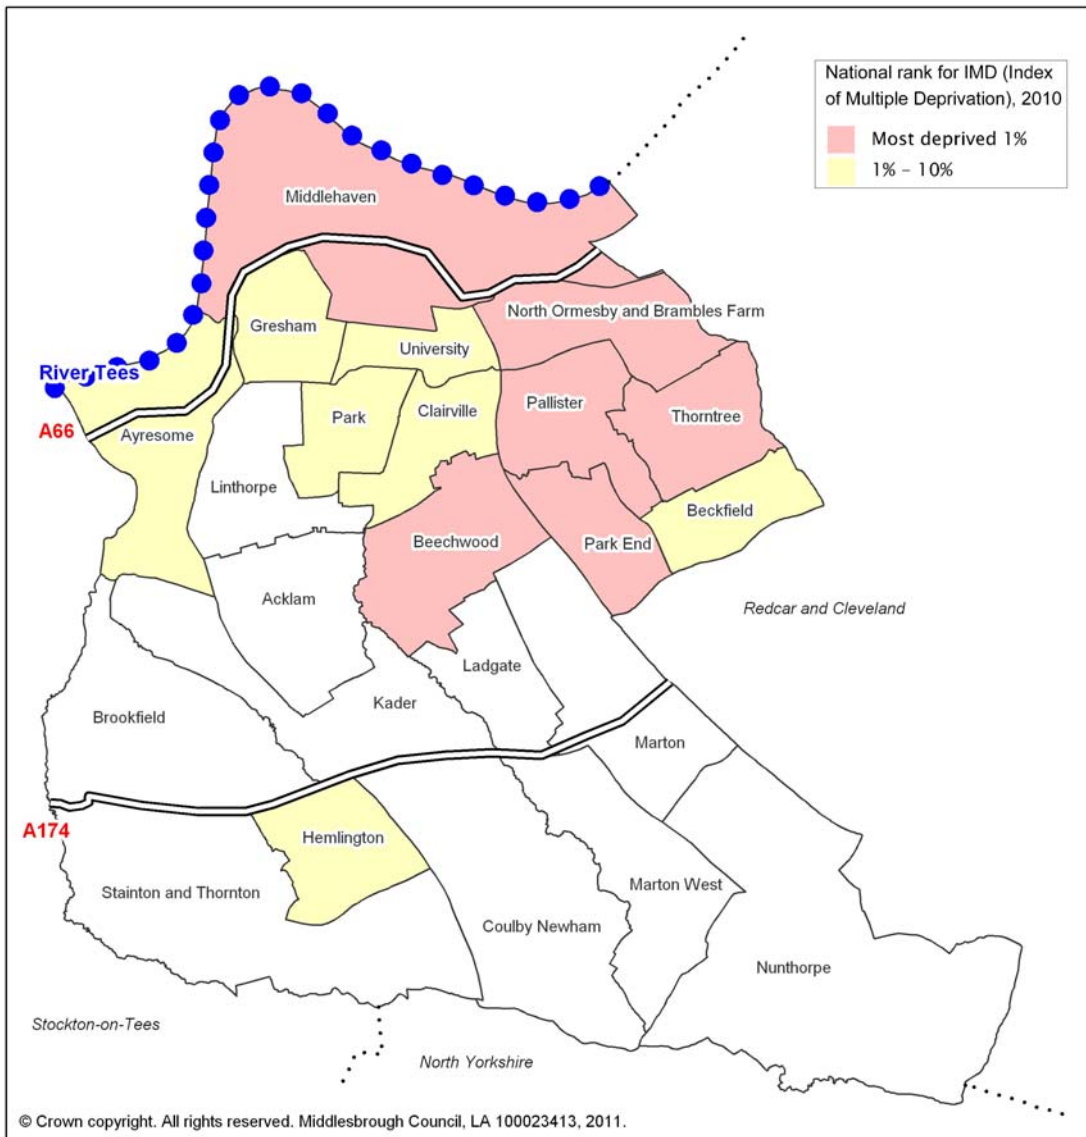 National rank for IMD (Index
of Multiple Deprivation), 2010
Most deprived 1%
1% – 10%
Middlehaven
North Ormesby and Brambles Farm
Gresham
University
River Tees
A66
Ayresome
Park
Clairville
Pallister
Thorntree
Linthorpe
Beechwood
Park End
Beckfield
Acklam
Redcar and Cleveland
Ladgate
Kader
Brookfield
Marton
A174
Hemlington
Stainton and Thornton
Marton West
Coulby Newham
Nunthorpe
Stockton-on-Tees
North Yorkshire
© Crown copyright. All rights reserved. Middlesbrough Council, LA 100023413, 2011.